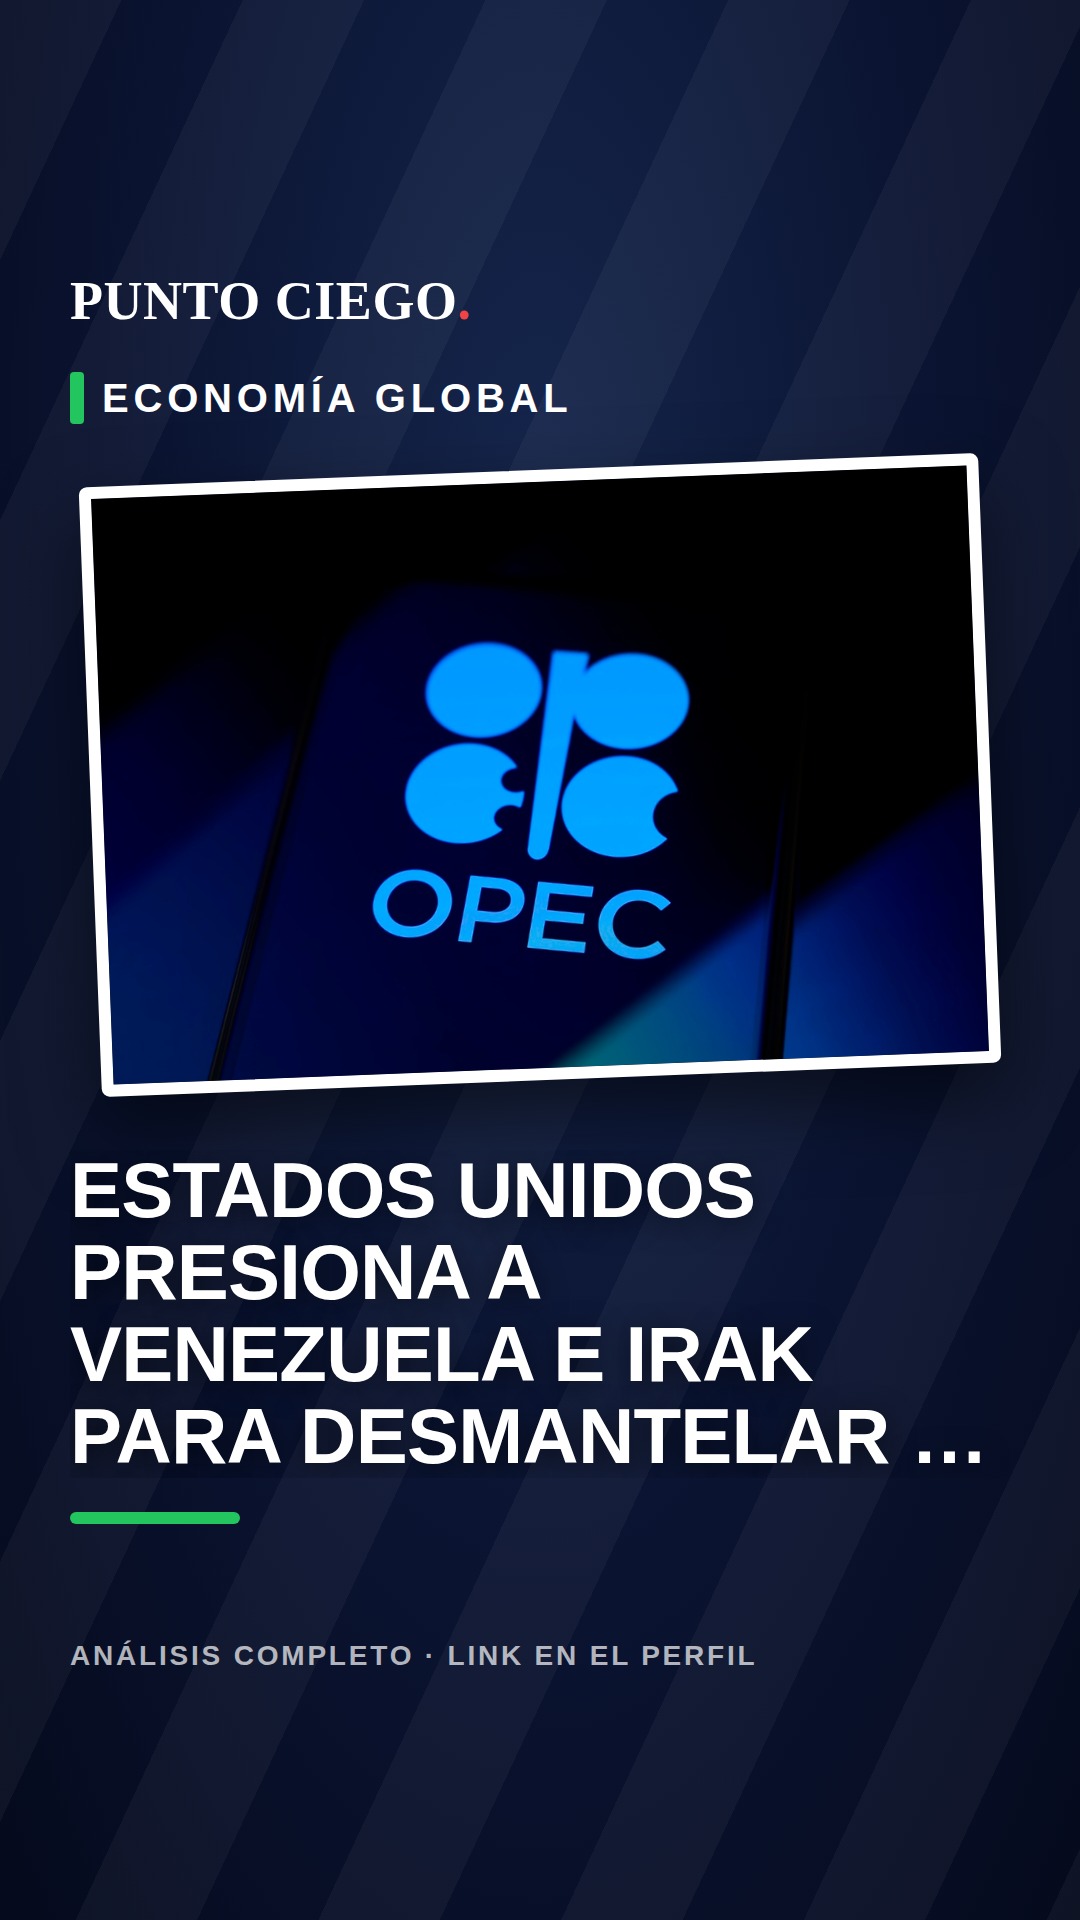 PUNTO CIEGO.
ECONOMÍA GLOBAL
OPEC
ESTADOS UNIDOS
PRESIONA A
VENEZUELA E IRAK
PARA DESMANTELAR ...
ANÁLISIS COMPLETO · LINK EN EL PERFIL